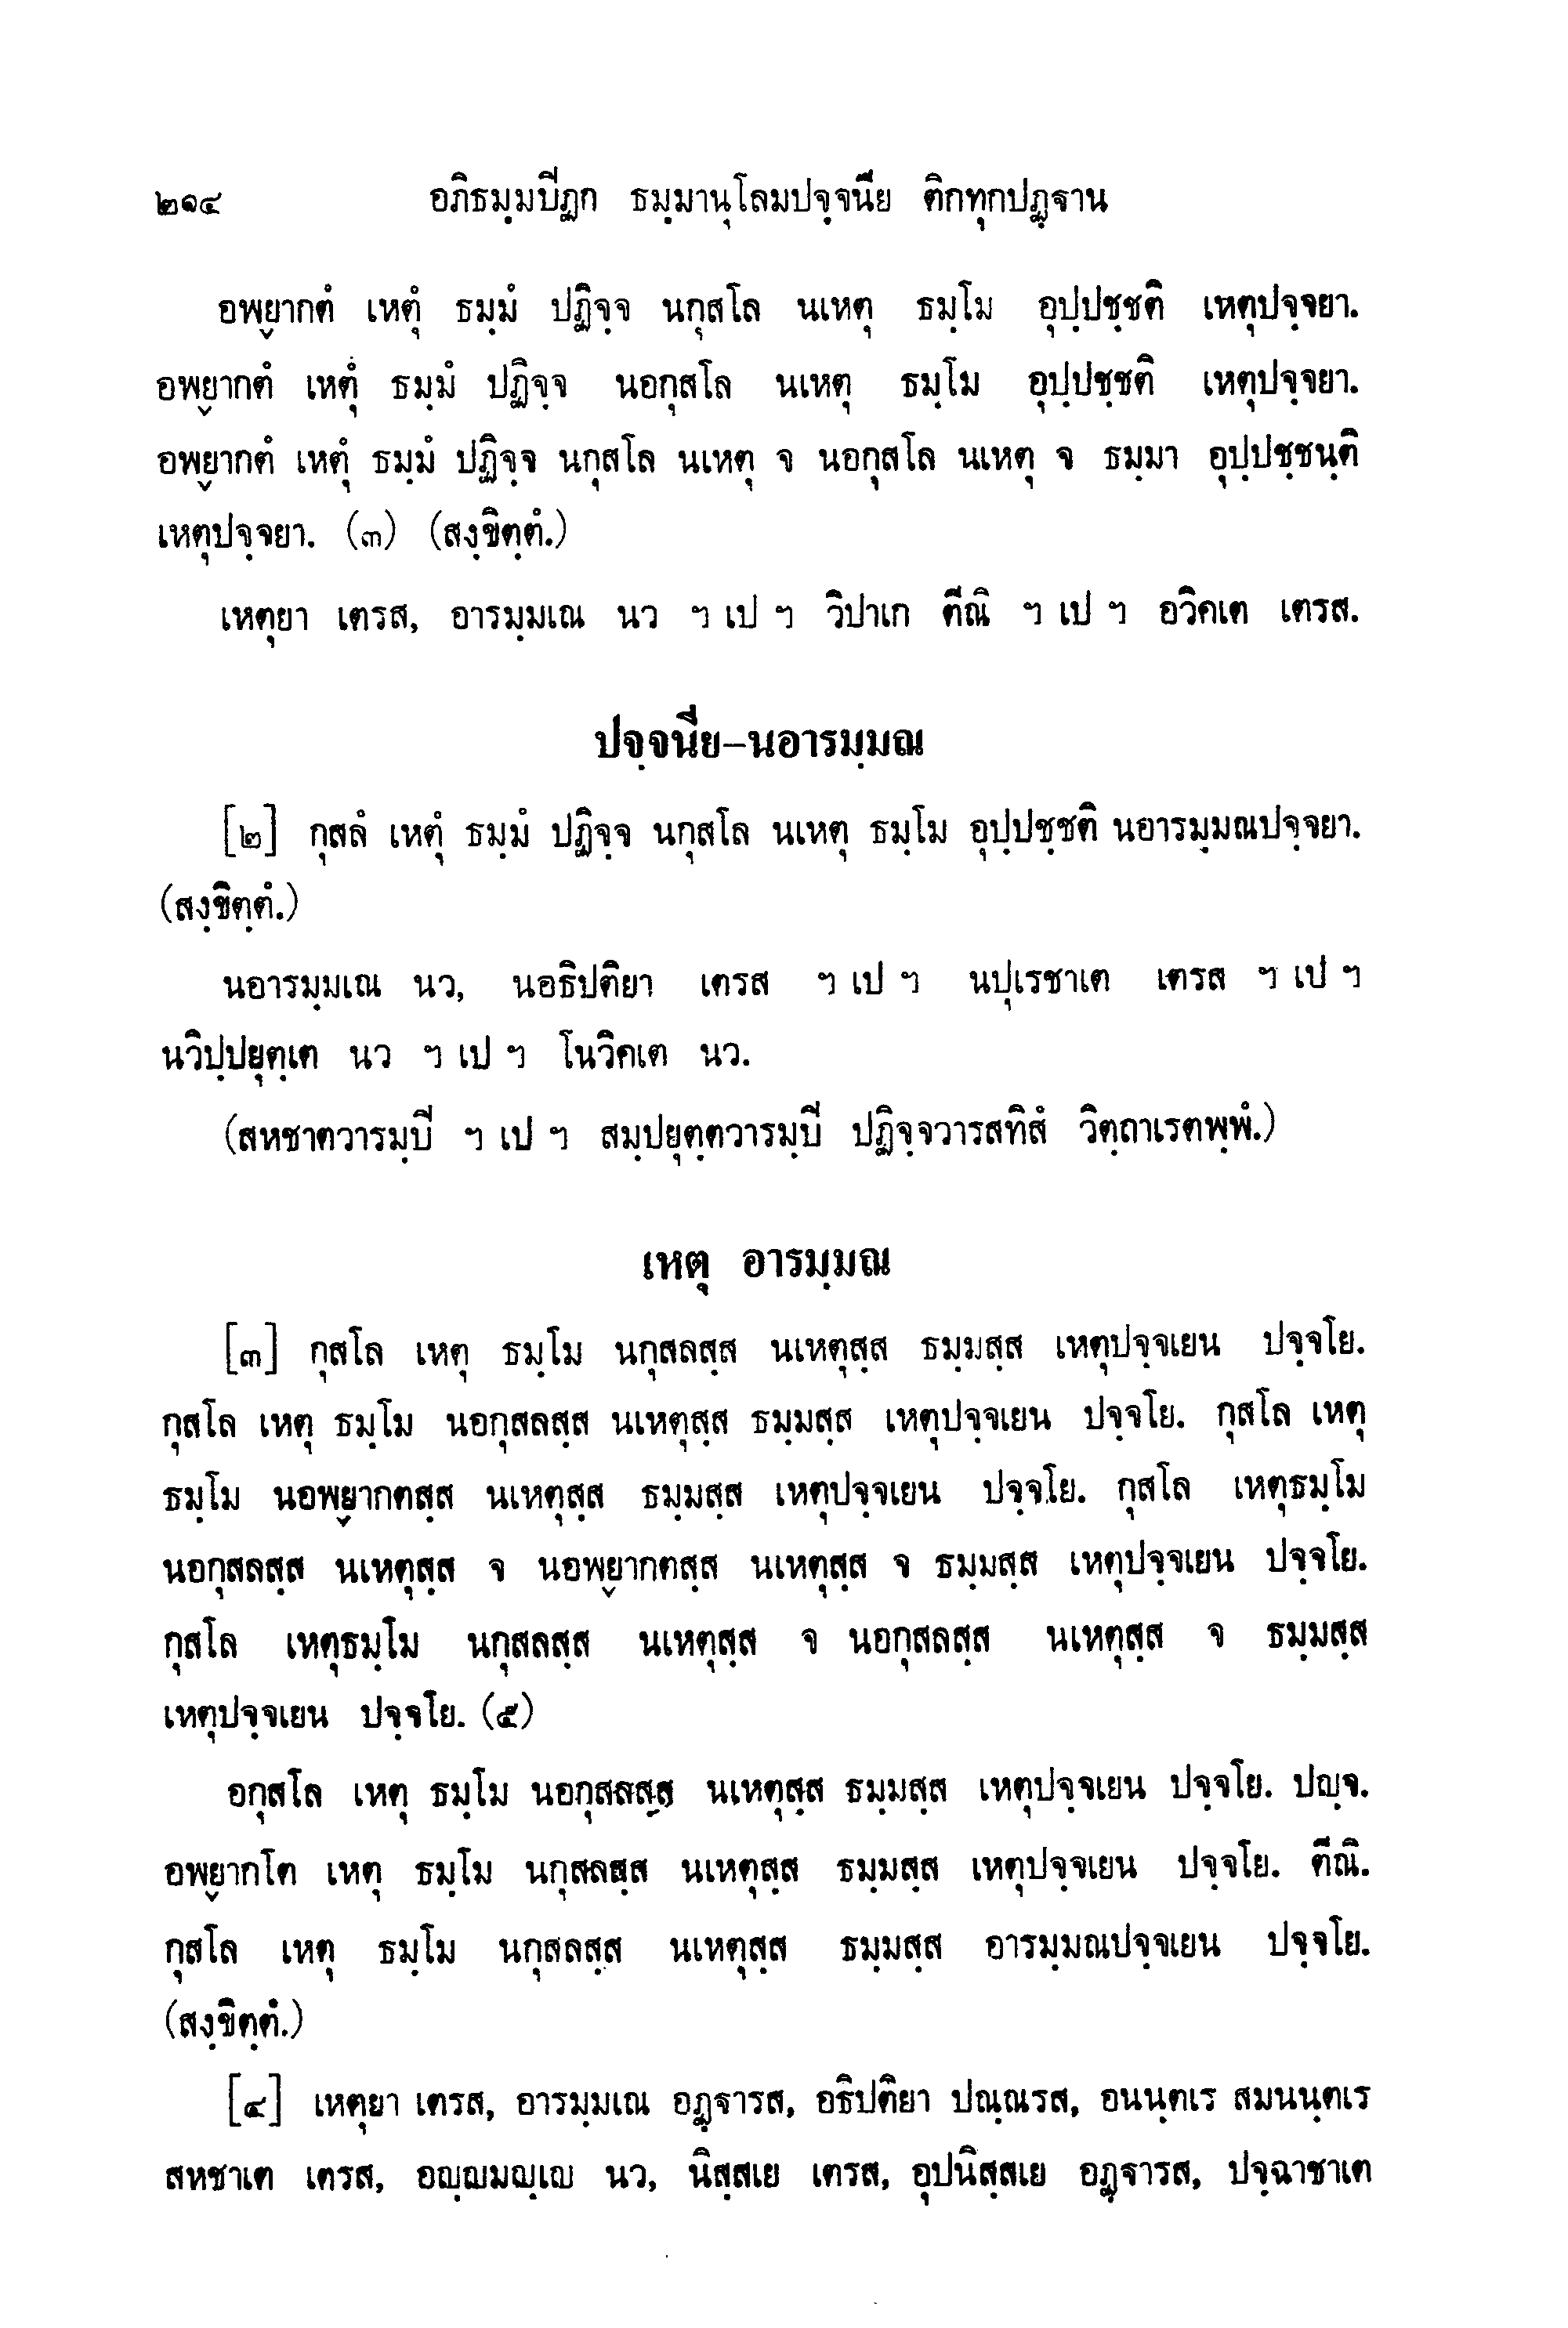 ๒๑๔ อภิธมฺมปีฏก ธมฺมานุโลมปจฺจนีย ติกทุกปฏฺฐาน
อพฺยากตํ เหตุํ ธมฺมํ ปฏิจฺจ นกุสโล นเหตุ ธมฺโม อุปฺปชฺชติ เหตุปจฺจยา.
อพฺยากตํ เหตุํ ธมฺมํ ปฏิจฺจ นอกุสโล นเหตุ ธมฺโม อุปฺปชฺชติ เหตุปจฺจยา.
อพฺยากตํ เหตุํ ธมฺมํ ปฏิจฺจ นกุสโล นเหตุ จ นอกุสโล นเหตุ จ ธมฺมา อุปฺปชฺชนฺติ
เหตุปจฺจยา. (๓) (สงฺขิตฺตํ.)
เหตุยา เตรส, อารมฺมเณ นว ฯ เป ฯ วิปาเก ตีณิ ฯ เป ฯ อวิคเต เตรส.
ปจฺจนีย–นอารมฺมณ
[๒] กุสลํ เหตุํ ธมฺมํ ปฏิจฺจ นกุสโล นเหตุ ธมฺโม อุปฺปชฺชติ นอารมฺมณปจฺจยา.
(สงฺขิตฺตํ.)
นอารมฺมเณ นว, นอธิปติยา เตรส ฯ เป ฯ นปุเรชาเต เตรส ฯ เป ฯ
นวิปฺปยุตฺเต นว ฯ เป ฯ โนวิคเต นว.
(สหชาตวารมฺปี ฯ เป ฯ สมฺปยุตฺตวารมฺปี ปฏิจฺจวารสทิสํ วิตฺถาเรตพฺพํ.)
เหตุ อารมฺมณ
[๓] กุสโล เหตุ ธมฺโม นกุสลสฺส นเหตุสฺส ธมฺมสฺส เหตุปจฺจเยน ปจฺจโย.
กุสโล เหตุ ธมฺโม นอกุสลสฺส นเหตุสฺส ธมฺมสฺส เหตุปจฺจเยน ปจฺจโย. กุสโล เหตุ
ธมฺโม นอพฺยากตสฺส นเหตุสฺส ธมฺมสฺส เหตุปจฺจเยน ปจฺจโย. กุสโล เหตุธมฺโม
นอกุสลสฺส นเหตุสฺส จ นอพฺยากตสฺส นเหตุสฺส จ ธมฺมสฺส เหตุปจฺจเยน ปจฺจโย.
กุสโล เหตุธมฺโม นกุสลสฺส นเหตุสฺส จ นอกุสลสฺส นเหตุสฺส จ ธมฺมสฺส
เหตุปจฺจเยน ปจฺจโย. (๕)
อกุสโล เหตุ ธมฺโม นอกุสลสฺส นเหตุสฺส ธมฺมสฺส เหตุปจฺจเยน ปจฺจโย. ปญฺจ.
อพฺยากโต เหตุ ธมฺโม นกุสลสฺส นเหตุสฺส ธมฺมสฺส เหตุปจฺจเยน ปจฺจโย. ตีณิ.
กุสโล เหตุ ธมฺโม นกุสลสฺส นเหตุสฺส ธมฺมสฺส อารมฺมณปจฺจเยน ปจฺจโย.
(สงฺขิตฺตํ.)
[๔] เหตุยา เตรส, อารมฺมเณ อฏฺฐารส, อธิปติยา ปณฺณรส, อนนฺตเร สมนนฺตเร
สหชาเต เตรส, อญฺญมญฺเญ นว, นิสฺสเย เตรส, อุปนิสฺสเย อฏฺฐารส, ปจฺฉาชาเต